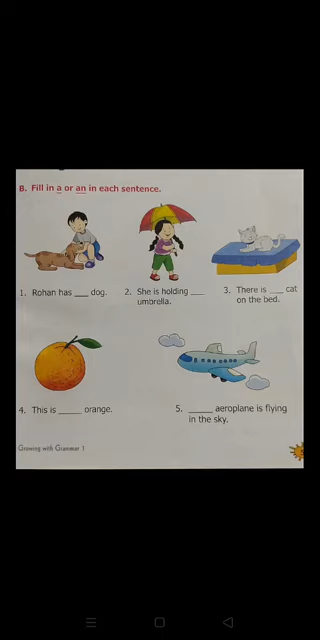 B. Fill in a or an in each sentence.
1. Rohan has ___ dog.
2. She is holding ___
umbrella.
3. There is ___ cat
on the bed.
4. This is _____ orange.
5. _____ aeroplane is flying
in the sky.
Growing with Grammar 1